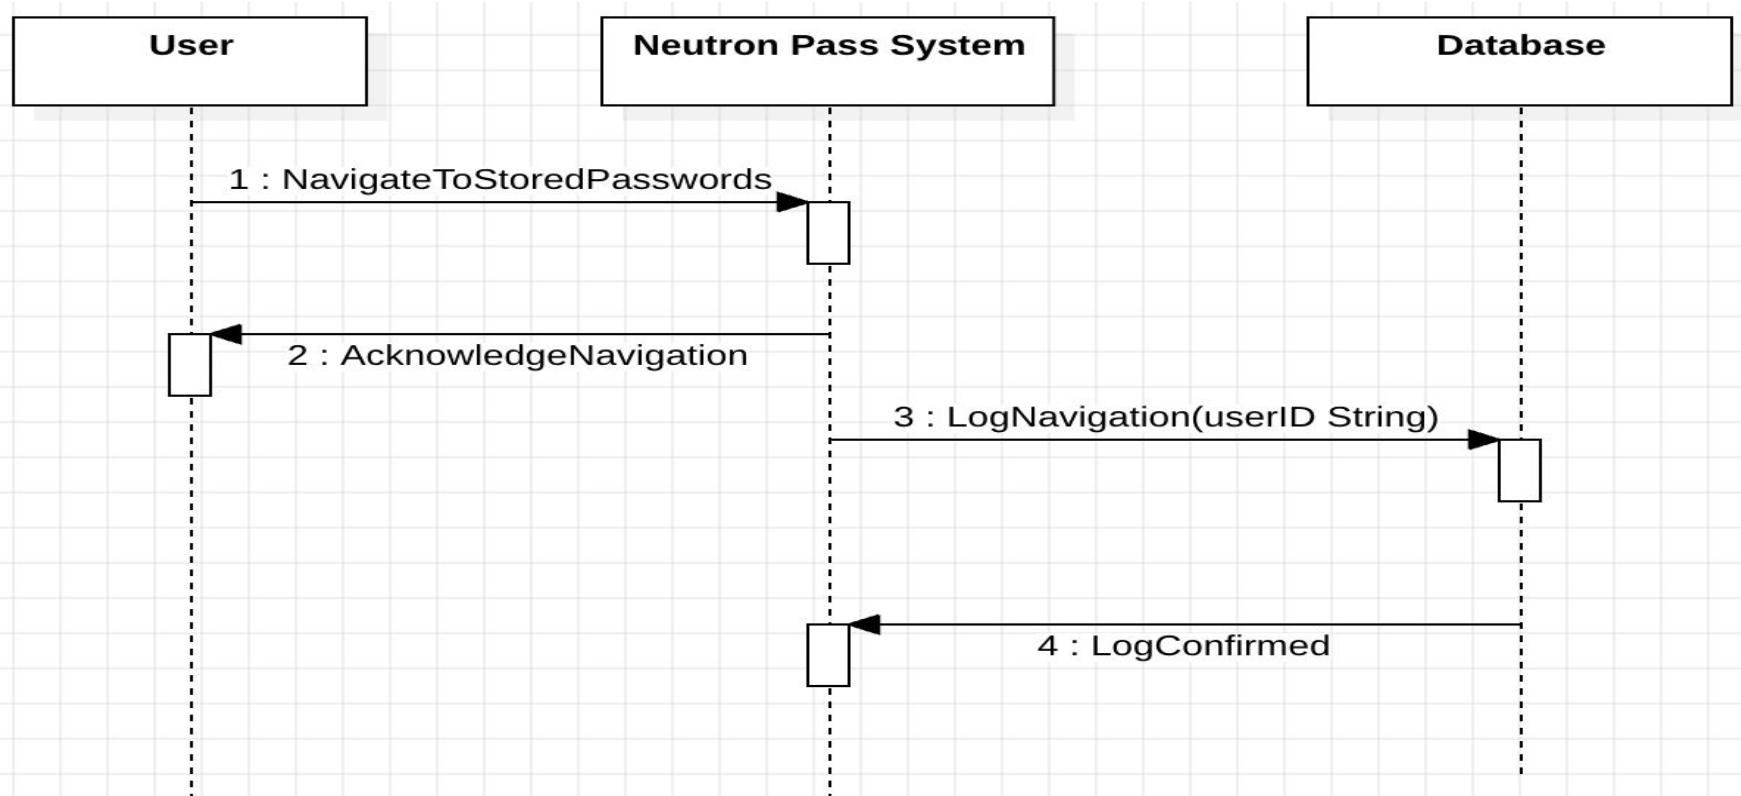 User
Neutron Pass System
Database
1 : NavigateToStoredPasswords
2 : AcknowledgeNavigation
3 : LogNavigation(userID String)
4 : LogConfirmed